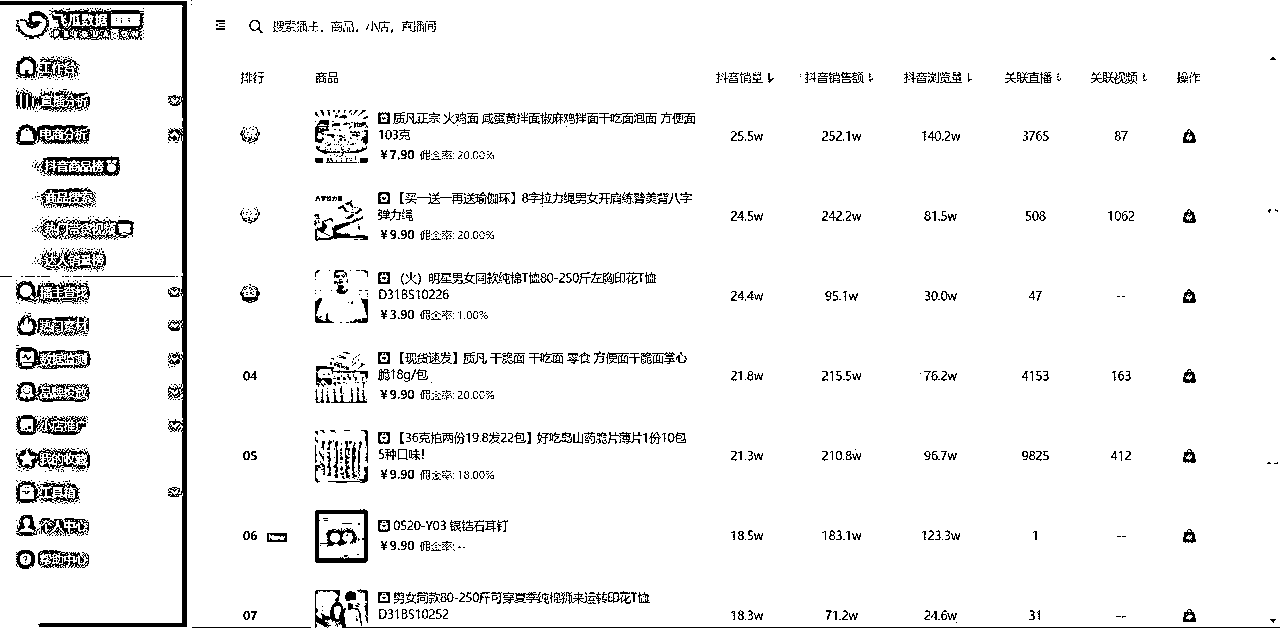 飞瓜数据
搜索播主、商品、小店、直播间
工作台
直播分析
电商分析
抖音商品榜
商品搜索
达人销量榜
播主查找
热门素材
数据监测
品牌投放
小店推广
我的收藏
工具箱
个人中心
帮助中心
排行 商品 抖音销量 抖音销售额 抖音浏览量 关联直播 关联视频 操作
质凡正宗 火鸡面 咸蛋黄拌面椒麻鸡拌面干吃面泡面 方便面
103克
¥7.90 佣金率: 20.00%
25.5w 252.1w 140.2w 3765 87
【买一送一再送瑜伽环】8字拉力绳男女开肩练臂美背八字
弹力绳
¥9.90 佣金率: 20.00%
24.5w 242.2w 81.5w 508 1062
（火）明星男女同款纯棉T恤80-250斤左胸印花T恤
D31BS10226
¥3.90 佣金率: 1.00%
24.4w 95.1w 30.0w 47 --
04
【现货速发】质凡 干脆面 干吃面 零食 方便面干脆面掌心
脆18g/包
¥9.90 佣金率: 20.00%
21.8w 215.5w 76.2w 4153 163
05
【36克拍两份19.8发22包】好吃岛山药脆片薄片1份10包
5种口味!
¥9.90 佣金率: 18.00%
21.3w 210.8w 96.7w 9825 412
06 New
0520-Y03 银锆石耳钉
¥9.90 佣金率: --
18.5w 183.1w 123.3w 1 --
07
男女同款80-250斤可穿夏季纯棉狮来运转印花T恤
D31BS10252
18.3w 71.2w 24.6w 31 --